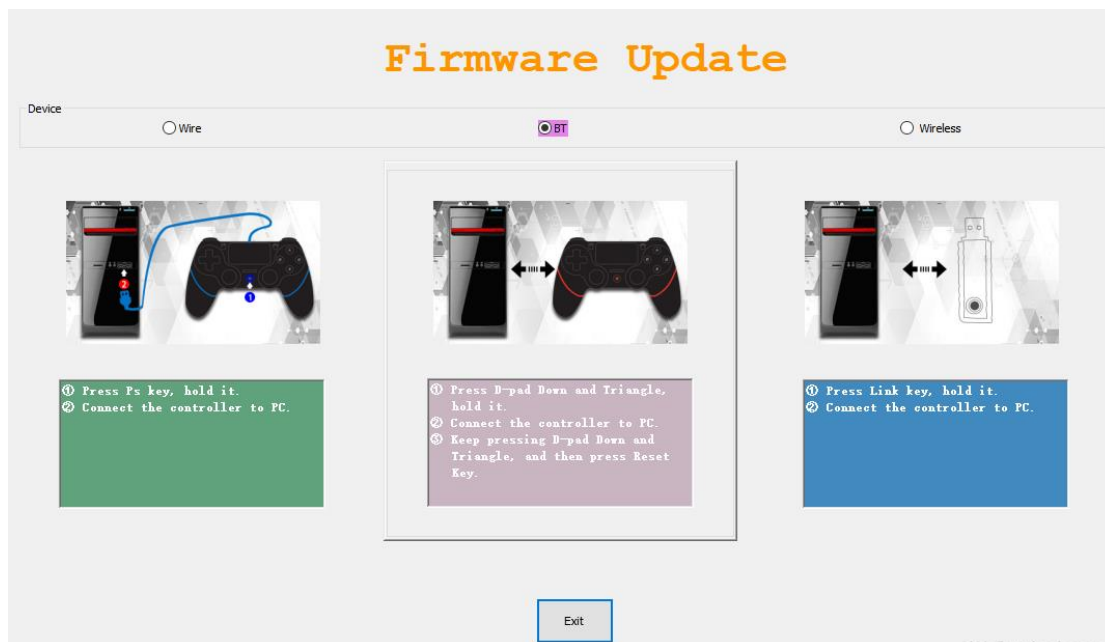 Firmware Update
Device
Wire
BT
Wireless
2
1
① Press Ps key, hold it.
② Connect the controller to PC.
① Press D-pad Down and Triangle,
hold it.
② Connect the controller to PC.
③ Keep pressing D-pad Down and
Triangle, and then press Reset
Key.
① Press Link key, hold it.
② Connect the controller to PC.
Exit